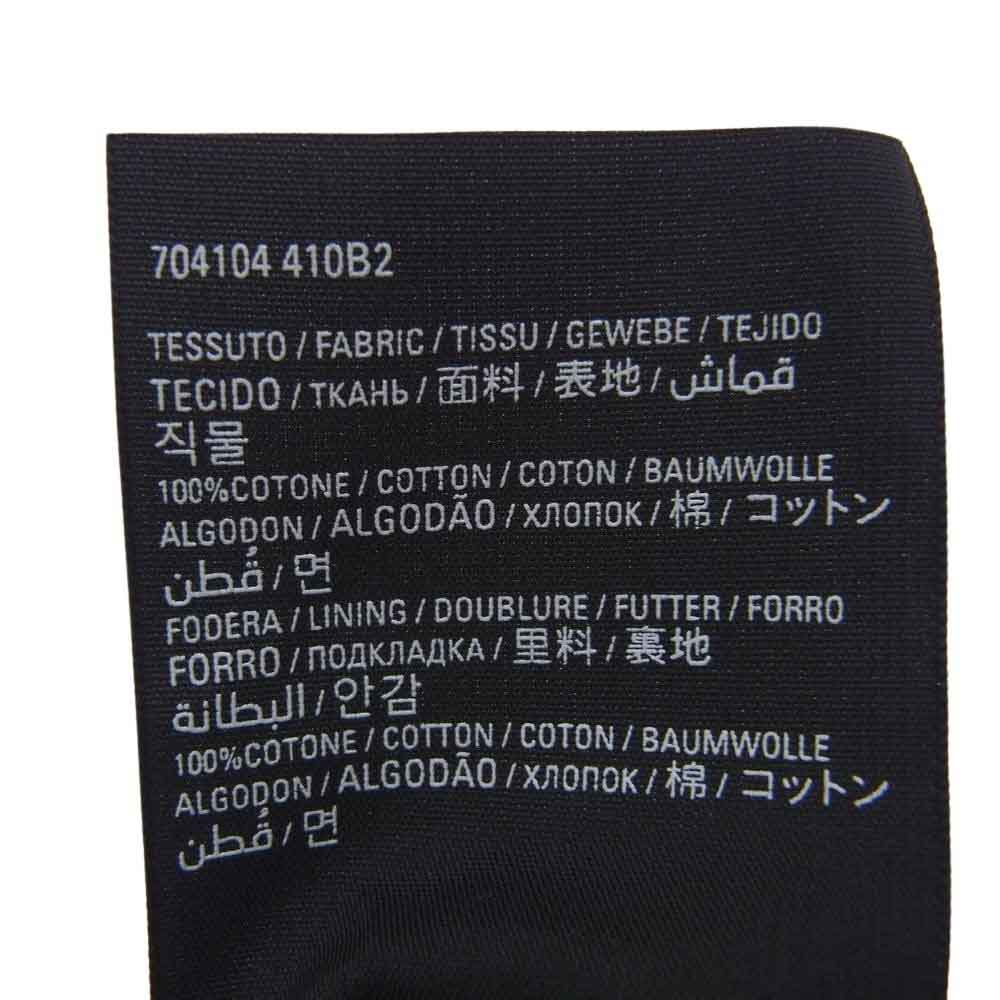 704104 410B2
TESSUTO / FABRIC / TISSU / GEWEBE / TEJIDO
TECIDO / ТКАНЬ / 面料 / 表地 / قماش
직물
100%COTONE / COTTON / COTON / BAUMWOLLE
ALGODON / ALGODÃO / ХЛОПОК / 棉 / コットン
قُطن / 면
FODERA / LINING / DOUBLURE / FUTTER / FORRO
FORRO / ПОДКЛАДКА / 里料 / 裏地
البطانة / 안감
100%COTONE / COTTON / COTON / BAUMWOLLE
ALGODON / ALGODÃO / ХЛОПОК / 棉 / コットン
قُطن / 면